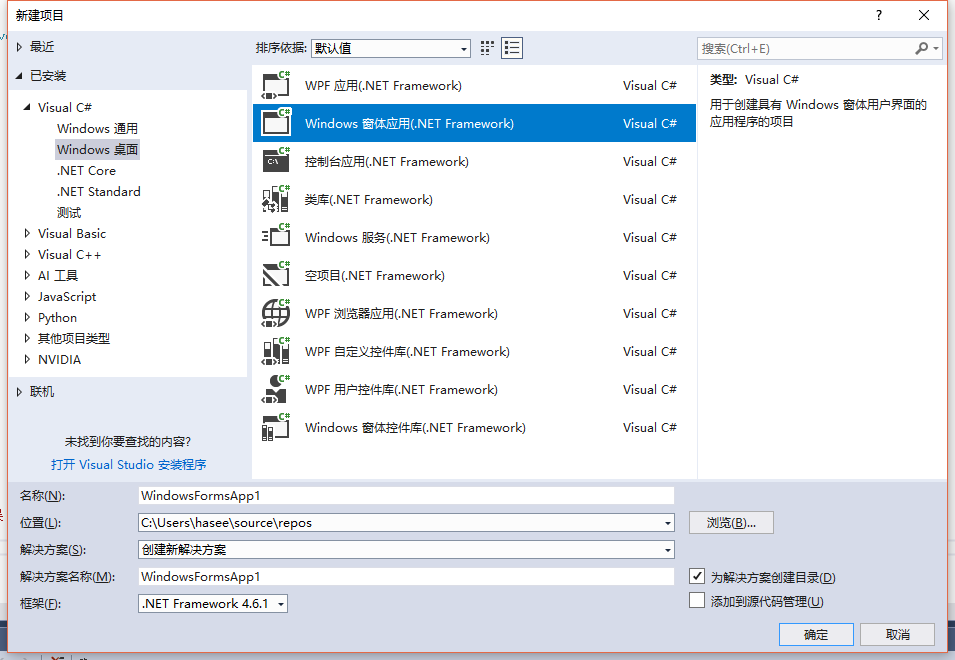 新建项目
?
最近
已安装
Visual C#
Windows 通用
Windows 桌面
.NET Core
.NET Standard
测试
Visual Basic
Visual C++
AI 工具
JavaScript
Python
其他项目类型
NVIDIA
联机
未找到你要查找的内容?
打开 Visual Studio 安装程序
排序依据: 默认值
WPF 应用(.NET Framework) Visual C#
Windows 窗体应用(.NET Framework) Visual C#
控制台应用(.NET Framework) Visual C#
类库(.NET Framework) Visual C#
Windows 服务(.NET Framework) Visual C#
空项目(.NET Framework) Visual C#
WPF 浏览器应用(.NET Framework) Visual C#
WPF 自定义控件库(.NET Framework) Visual C#
WPF 用户控件库(.NET Framework) Visual C#
Windows 窗体控件库(.NET Framework) Visual C#
搜索(Ctrl+E)
类型: Visual C#
用于创建具有 Windows 窗体用户界面的
应用程序的项目
名称(N): WindowsFormsApp1
位置(L): C:\Users\hasee\source\repos 浏览(B)...
解决方案(S): 创建新解决方案
解决方案名称(M): WindowsFormsApp1
为解决方案创建目录(D)
框架(F): .NET Framework 4.6.1
添加到源代码管理(U)
确定 取消